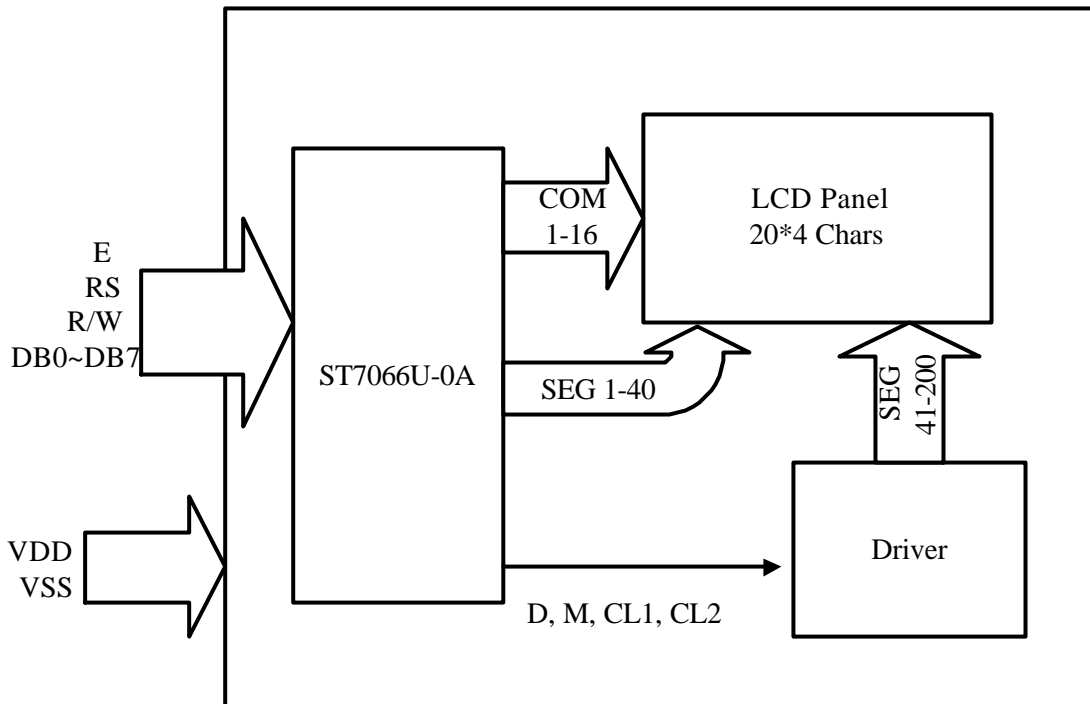 E
RS
R/W
DB0~DB7
VDD
VSS
ST7066U-0A
COM
1-16
SEG 1-40
D, M, CL1, CL2
LCD Panel
20*4 Chars
SEG
41-200
Driver